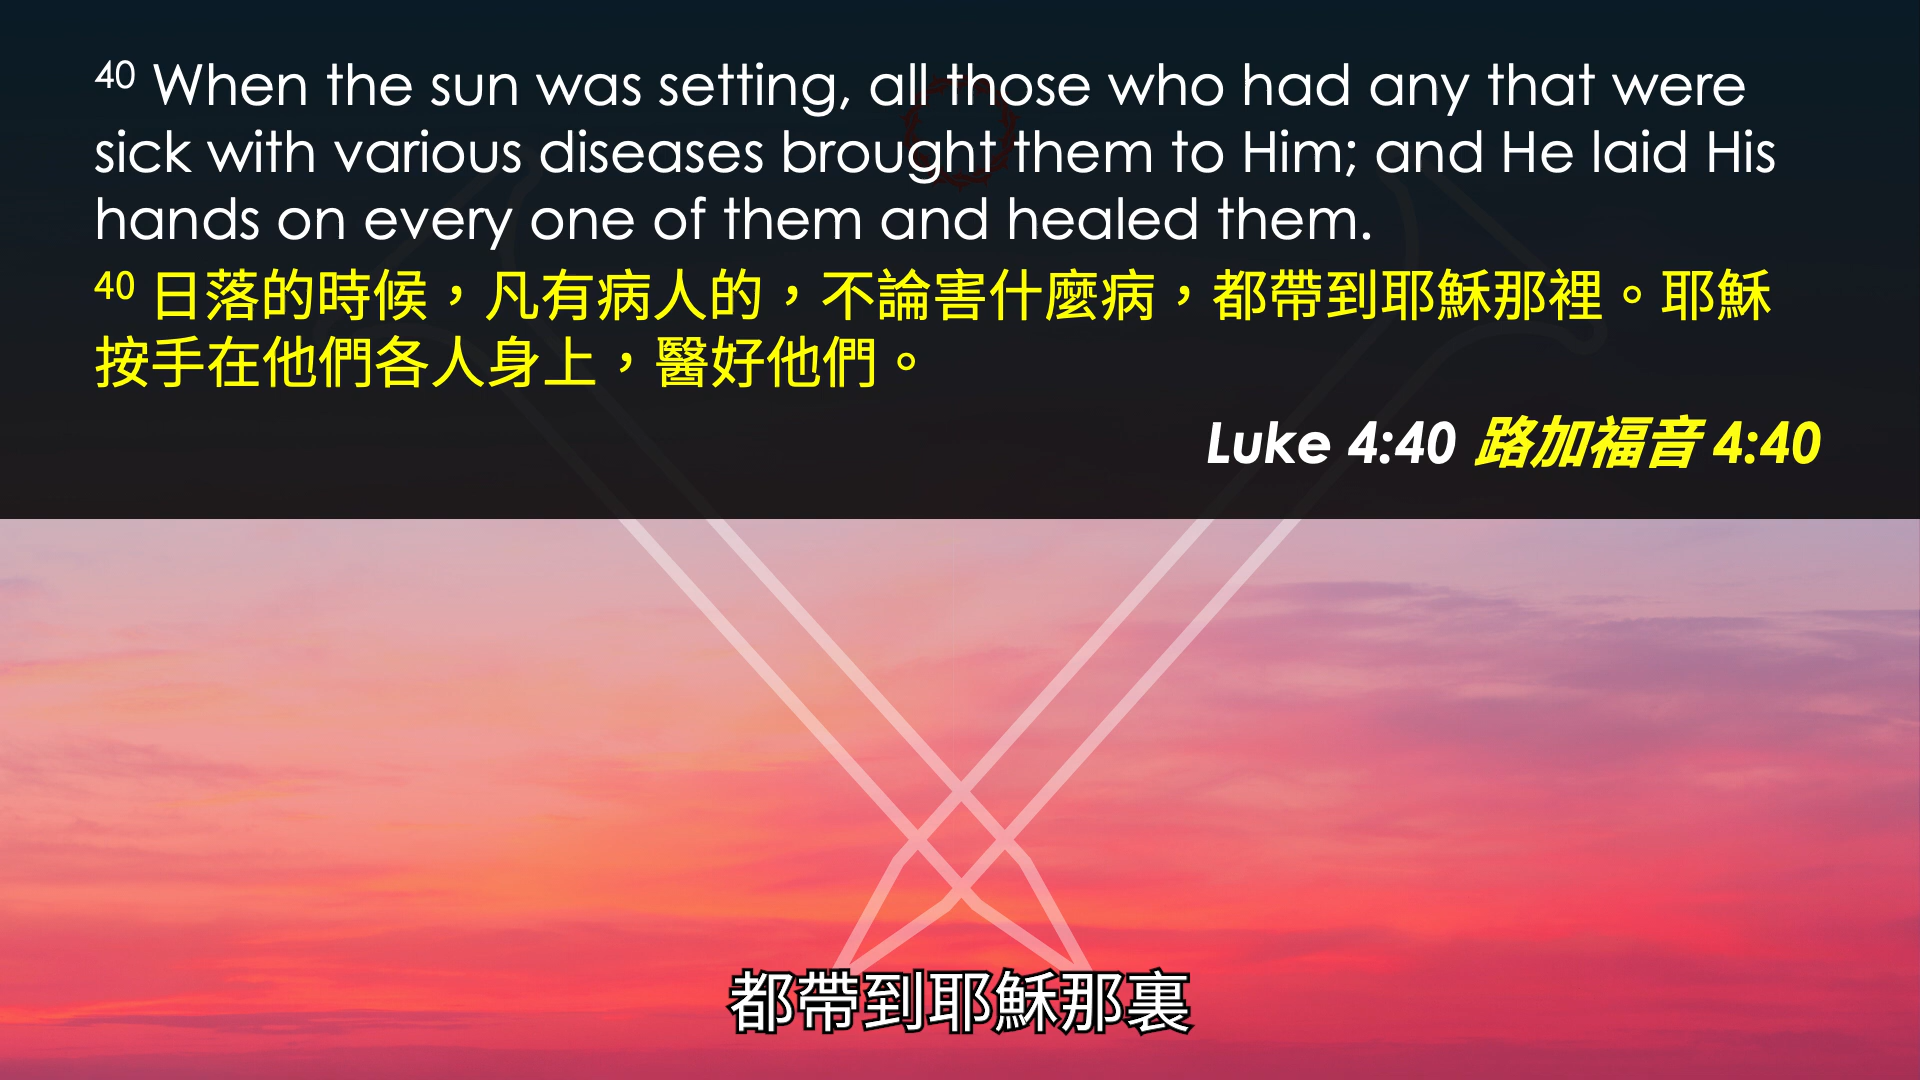 40 When the sun was setting, all those who had any that were
sick with various diseases brought them to Him; and He laid His
hands on every one of them and healed them.
40 日落的時候，凡有病人的，不論害什麼病，都帶到耶穌那裡。耶穌
按手在他們各人身上，醫好他們。
Luke 4:40 路加福音 4:40
都帶到耶穌那裏